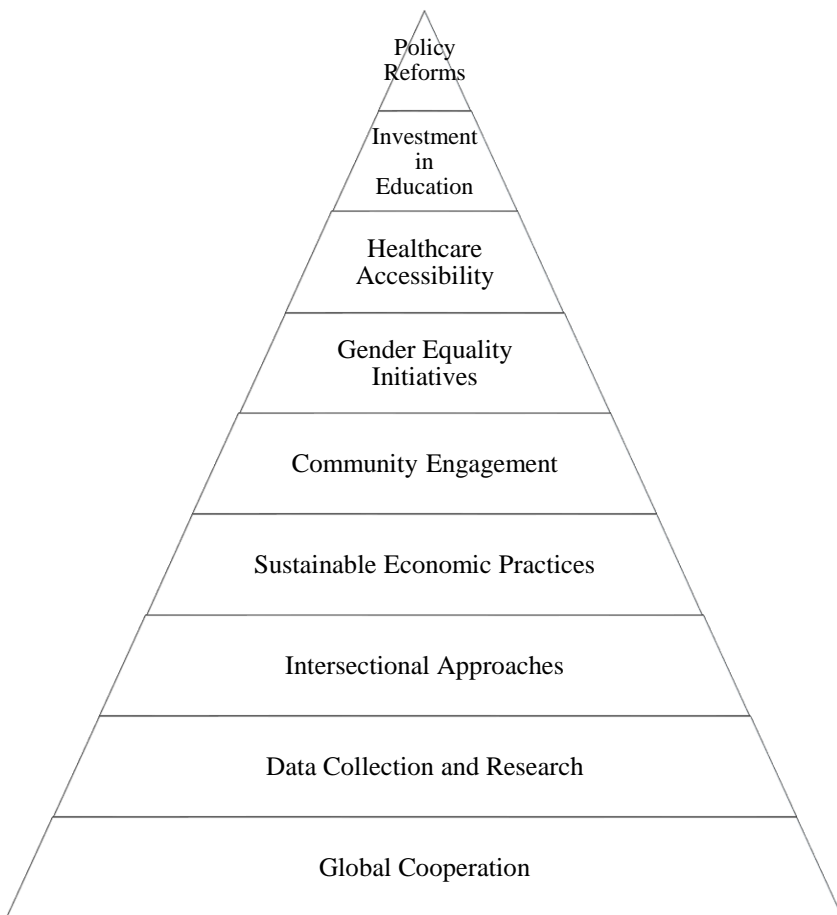 Policy
Reforms
Investment
in
Education
Healthcare
Accessibility
Gender Equality
Initiatives
Community Engagement
Sustainable Economic Practices
Intersectional Approaches
Data Collection and Research
Global Cooperation